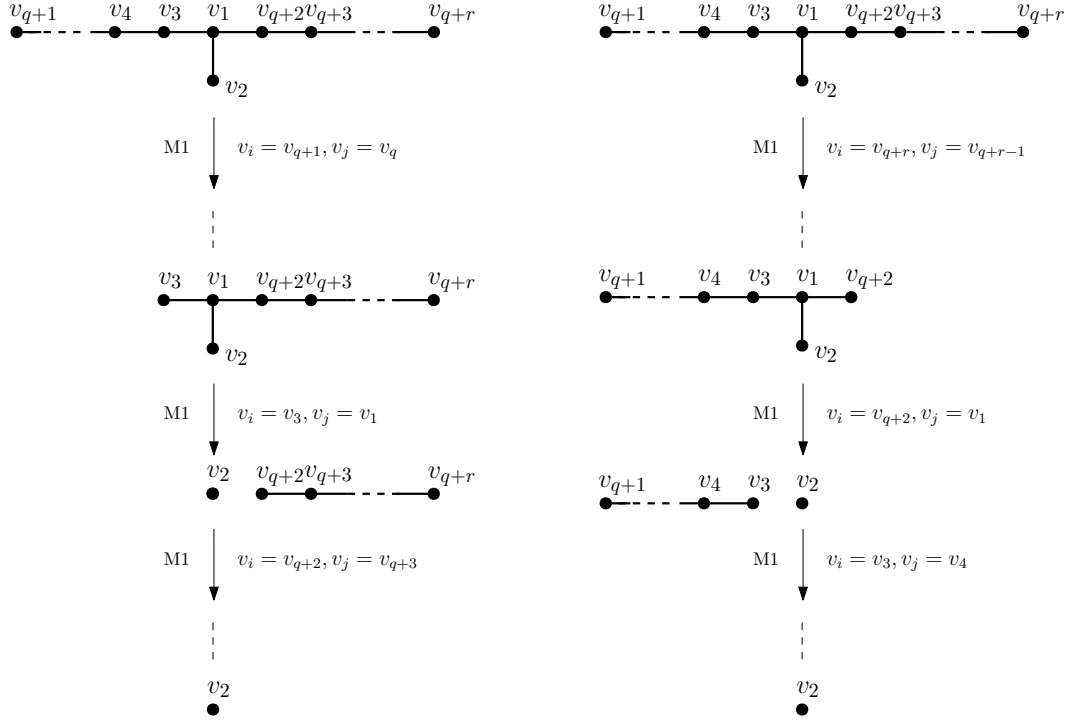 v_{q+1} v_4 v_3 v_1 v_{q+2} v_{q+3} v_{q+r}
v_2
M1 v_i = v_{q+1}, v_j = v_q
v_3 v_1 v_{q+2} v_{q+3} v_{q+r}
v_2
M1 v_i = v_3, v_j = v_1
v_2 v_{q+2} v_{q+3} v_{q+r}
M1 v_i = v_{q+2}, v_j = v_{q+3}
v_2
v_{q+1} v_4 v_3 v_1 v_{q+2} v_{q+3} v_{q+r}
v_2
M1 v_i = v_{q+r}, v_j = v_{q+r-1}
v_{q+1} v_4 v_3 v_1 v_{q+2}
v_2
M1 v_i = v_{q+2}, v_j = v_1
v_{q+1} v_4 v_3 v_2
M1 v_i = v_3, v_j = v_4
v_2